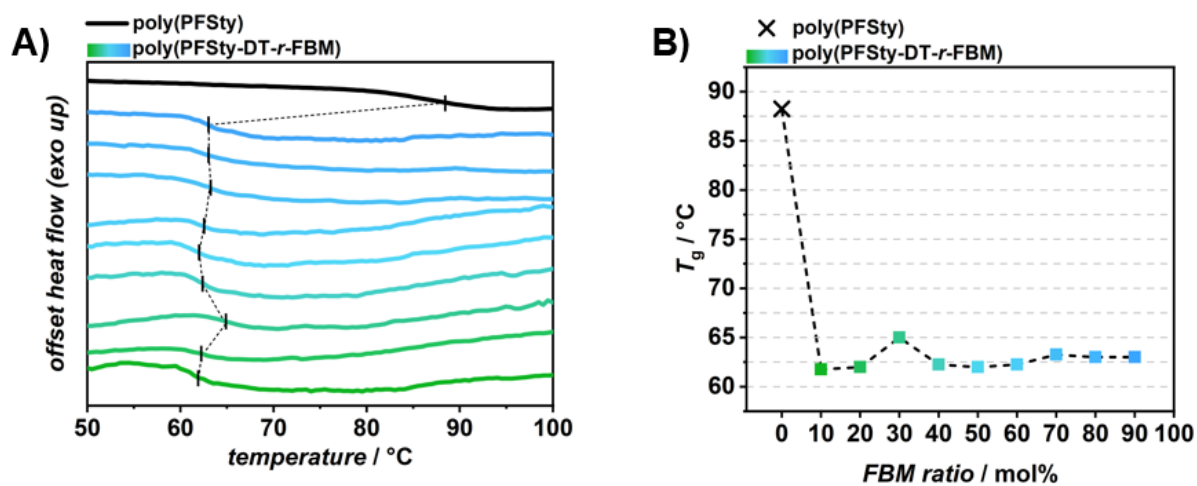 A)
poly(PFSty)
poly(PFSty-DT-r-FBM)
offset heat flow (exo up)
50 60 70 80 90 100
temperature / °C
B)
poly(PFSty)
poly(PFSty-DT-r-FBM)
90
85
80
75
70
65
60
Tg / °C
0 10 20 30 40 50 60 70 80 90 100
FBM ratio / mol%